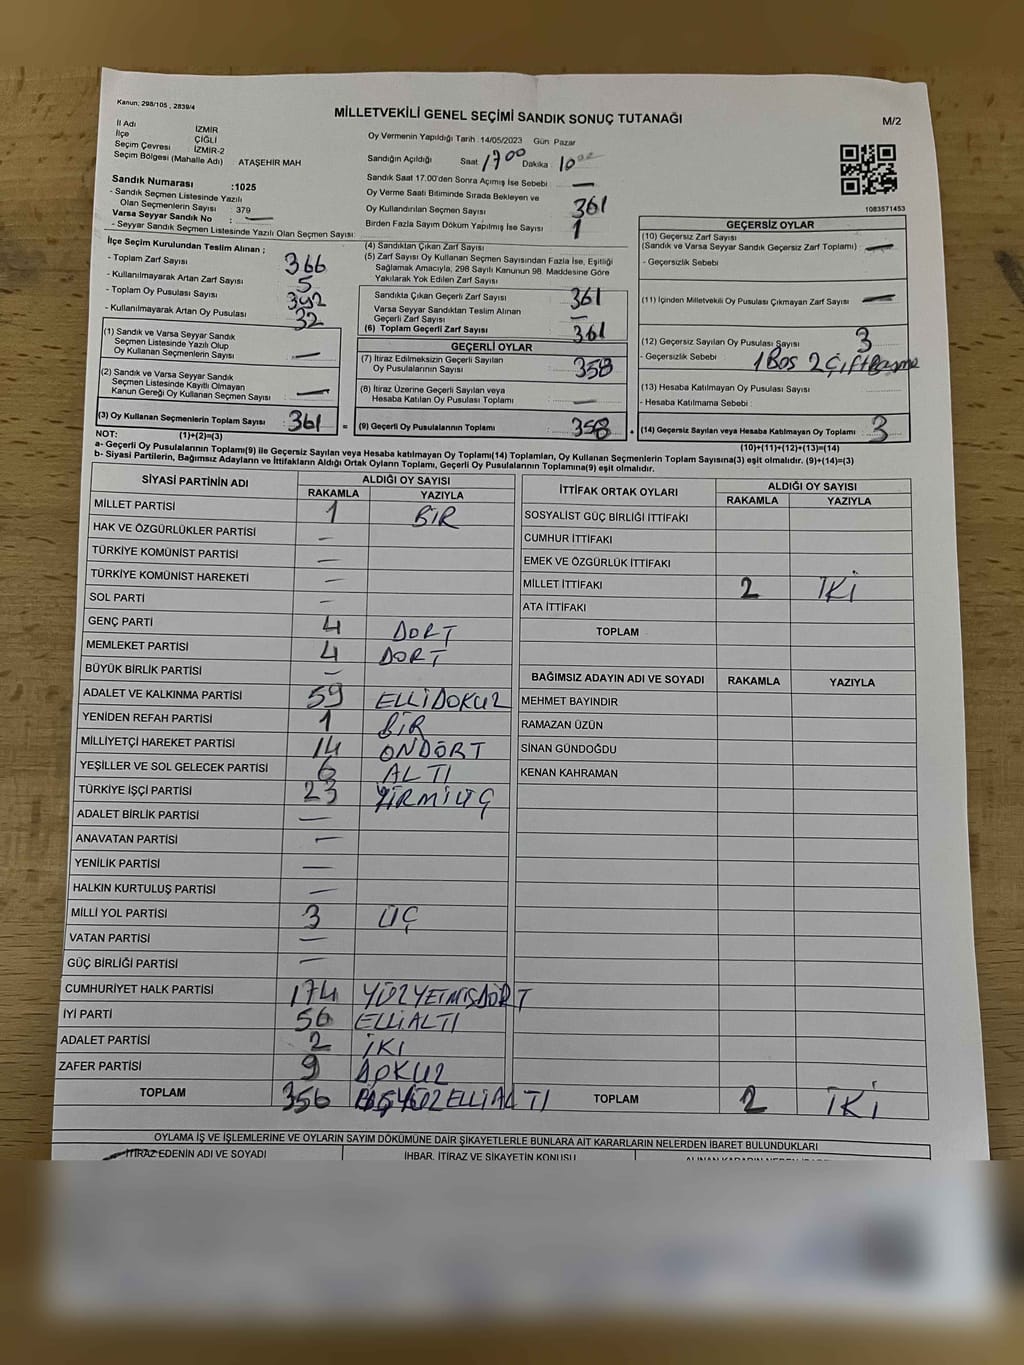 Kanun: 298/105 , 2839/4
MİLLETVEKİLİ GENEL SEÇİMİ SANDIK SONUÇ TUTANAĞI
M/2
İl Adı İZMİR
İlçe ÇİĞLİ
Seçim Çevresi İZMİR-2
Seçim Bölgesi (Mahalle Adı) ATAŞEHİR MAH
Sandık Numarası :1025
- Sandık Seçmen Listesinde Yazılı
Olan Seçmenlerin Sayısı 379
Varsa Seyyar Sandık No : —
- Seyyar Sandık Seçmen Listesinde Yazılı Olan Seçmen Sayısı:
Oy Vermenin Yapıldığı Tarih :14/05/2023 Gün Pazar
Sandığın Açıldığı Saat 17 00 Dakika : 10
Sandık Saat 17.00'den Sonra Açımış İse Sebebi : —
Oy Verme Saati Bitiminde Sırada Bekleyen ve
Oy Kullandırılan Seçmen Sayısı 361
Birden Fazla Sayım Döküm Yapılmış İse Sayısı 1
1083571453
İlçe Seçim Kurulundan Teslim Alınan ;
- Toplam Zarf Sayısı 366
- Kullanılmayarak Artan Zarf Sayısı 5
- Toplam Oy Pusulası Sayısı 392
- Kullanılmayarak Artan Oy Pusulası 32
(1) Sandık ve Varsa Seyyar Sandık
Seçmen Listesinde Yazılı Olup
Oy Kullanan Seçmenlerin Sayısı —
(2) Sandık ve Varsa Seyyar Sandık
Seçmen Listesinde Kayıtlı Olmayan
Kanun Gereği Oy Kullanan Seçmen Sayısı —
(3) Oy Kullanan Seçmenlerin Toplam Sayısı 361 =
(4) Sandıktan Çıkan Zarf Sayısı
(5) Zarf Sayısı Oy Kullanan Seçmen Sayısından Fazla İse, Eşitliği
Sağlamak Amacıyla, 298 Sayılı Kanunun 98. Maddesine Göre
Yakılarak Yok Edilen Zarf Sayısı
Sandıkta Çıkan Geçerli Zarf Sayısı 361
Varsa Seyyar Sandıktan Teslim Alınan
Geçerli Zarf Sayısı —
(6) Toplam Geçerli Zarf Sayısı 361
GEÇERLİ OYLAR
(7) İtiraz Edilmeksizin Geçerli Sayılan
Oy Pusulalarının Sayısı 358
(8) İtiraz Üzerine Geçerli Sayılan veya
Hesaba Katılan Oy Pusulası Toplamı —
(9) Geçerli Oy Pusulalarının Toplamı 358 +
GEÇERSİZ OYLAR
(10) Geçersiz Zarf Sayısı
(Sandık ve Varsa Seyyar Sandık Geçersiz Zarf Toplamı) : —
- Geçersizlik Sebebi :
(11) İçinden Milletvekili Oy Pusulası Çıkmayan Zarf Sayısı : —
(12) Geçersiz Sayılan Oy Pusulası Sayısı 3
- Geçersizlik Sebebi : 1 Boş 2 Çift Basma
(13) Hesaba Katılmayan Oy Pusulası Sayısı :
- Hesaba Katılmama Sebebi :
(14) Geçersiz Sayılan veya Hesaba Katılmayan Oy Toplamı : 3
NOT: (1)+(2)=(3)
(10)+(11)+(12)+(13)=(14)
a- Geçerli Oy Pusulasının Toplamı(9) ile Geçersiz Sayılan veya Hesaba Katılmayan Oy Toplamı(14) Toplamları, Oy Kullanan Seçmenlerin Toplam Sayısına(3) eşit olmalıdır. (9)+(14)=(3)
b- Siyasi Partilerin, Bağımsız Adayların ve İttifakların Aldığı Ortak Oyların Toplamı, Geçerli Oy Pusulalarının Toplamına(9) eşit olmalıdır.
SİYASİ PARTİNİN ADI ALDIĞI OY SAYISI
RAKAMLA YAZIYLA
MİLLET PARTİSİ 1 BİR
HAK VE ÖZGÜRLÜKLER PARTİSİ —
TÜRKİYE KOMÜNİST PARTİSİ —
TÜRKİYE KOMÜNİST HAREKETİ —
SOL PARTİ —
GENÇ PARTİ 4 DÖRT
MEMLEKET PARTİSİ 4 DÖRT
BÜYÜK BİRLİK PARTİSİ —
ADALET VE KALKINMA PARTİSİ 59 ELLİDOKUZ
YENİDEN REFAH PARTİSİ 1 BİR
MİLLİYETÇİ HAREKET PARTİSİ 14 ONDÖRT
YEŞİLLER VE SOL GELECEK PARTİSİ 6 ALTI
TÜRKİYE İŞÇİ PARTİSİ 23 YİRMİÜÇ
ADALET BİRLİK PARTİSİ —
ANAVATAN PARTİSİ —
YENİLİK PARTİSİ —
HALKIN KURTULUŞ PARTİSİ —
MİLLİ YOL PARTİSİ 3 ÜÇ
VATAN PARTİSİ —
GÜÇ BİRLİĞİ PARTİSİ —
CUMHURİYET HALK PARTİSİ 174 YÜZYETMİŞDÖRT
İYİ PARTİ 56 ELLİALTI
ADALET PARTİSİ 2 İKİ
ZAFER PARTİSİ 9 DOKUZ
TOPLAM 356 ÜÇYÜZELLİALTI
İTTİFAK ORTAK OYLARI ALDIĞI OY SAYISI
RAKAMLA YAZIYLA
SOSYALİST GÜÇ BİRLİĞİ İTTİFAKI
CUMHUR İTTİFAKI
EMEK VE ÖZGÜRLÜK İTTİFAKI
MİLLET İTTİFAKI 2 İKİ
ATA İTTİFAKI
TOPLAM
BAĞIMSIZ ADAYIN ADI VE SOYADI RAKAMLA YAZIYLA
MEHMET BAYINDIR
RAMAZAN ÜZÜN
SİNAN GÜNDOĞDU
KENAN KAHRAMAN
TOPLAM 2 İKİ
OYLAMA İŞ VE İŞLEMLERİNE VE OYLARIN SAYIM DÖKÜMÜNE DAİR ŞİKAYETLERLE BUNLARA AİT KARARLARIN NELERDEN İBARET BULUNDUKLARI
İTİRAZ EDENİN ADI VE SOYADI İHBAR, İTİRAZ VE ŞİKAYETİN KONUSU